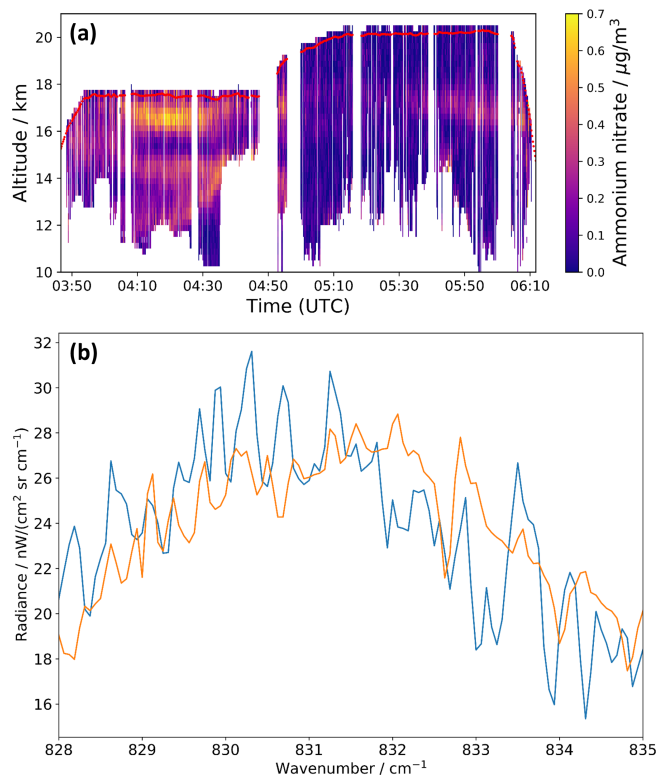 (a)
20
18
16
14
12
10
Altitude / km
03:50 04:10 04:30 04:50 05:10 05:30 05:50 06:10
Time (UTC)
0.7
0.6
0.5
0.4
0.3
0.2
0.1
0.0
Ammonium nitrate / μg/m³
(b)
32
30
28
26
24
22
20
18
16
Radiance / nW/(cm² sr cm⁻¹)
828 829 830 831 832 833 834 835
Wavenumber / cm⁻¹